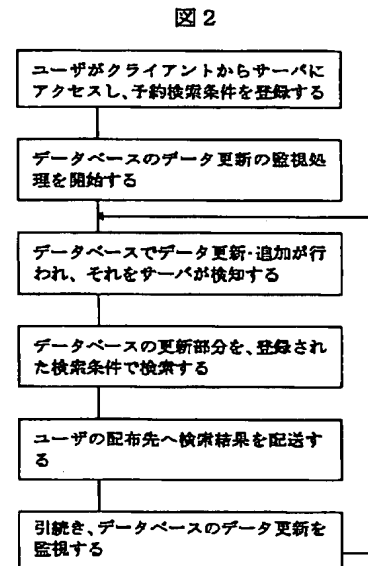 図2
ユーザがクライアントからサーバに
アクセスし、予約検索条件を登録する
データベースのデータ更新の監視処
理を開始する
データベースでデータ更新・追加が行
われ、それをサーバが検知する
データベースの更新部分を、登録され
た検索条件で検索する
ユーザの配布先へ検索結果を配送す
る
引続き、データベースのデータ更新を
監視する